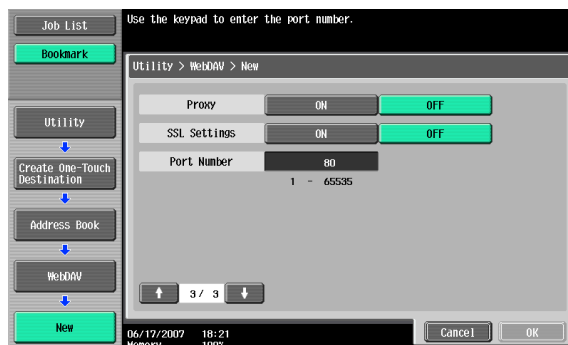 Job List
Bookmark
Utility
Create One-Touch
Destination
Address Book
WebDAV
New
Use the keypad to enter the port number.
Utility > WebDAV > New
Proxy ON OFF
SSL Settings ON OFF
Port Number 80
1 - 65535
3/ 3
06/17/2007 18:21
Memory 100%
Cancel OK